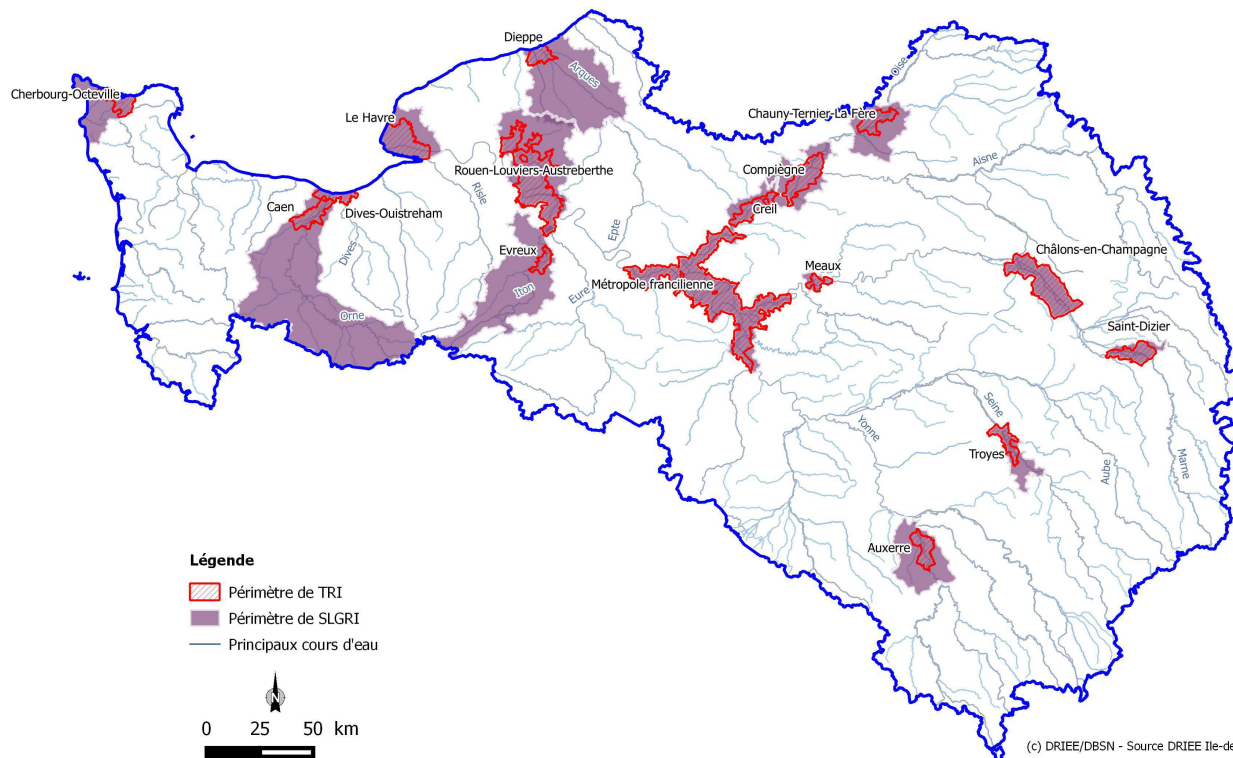 Dieppe
Arques
Oise
Cherbourg-Octeville
Le Havre
Chauny-Ternier-La Fère
Aisne
Compiègne
Rouen-Louviers-Austreberthe
Risle
Caen
Dives-Ouistreham
Creil
Epte
Dives
Evreux
Châlons-en-Champagne
Meaux
Métropole francilienne
Iton
Eure
Orne
Saint-Dizier
Seine
Yonne
Troyes
Aube
Marne
Auxerre
Légende
Périmètre de TRI
Périmètre de SLGRI
Principaux cours d'eau
N
0 25 50 km
(c) DRIEE/DBSN - Source DRIEE Ile-de